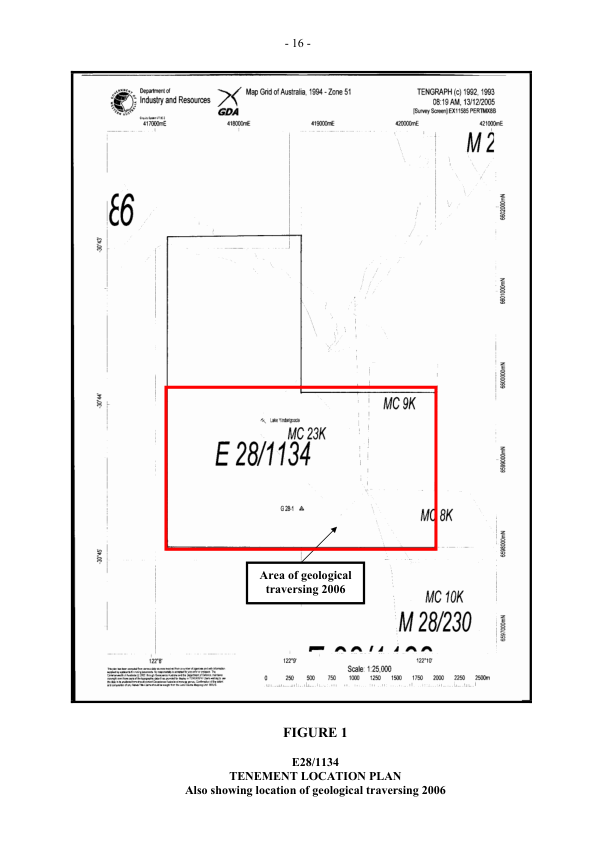 - 16 -
Department of
Industry and Resources
GDA
Map Grid of Australia, 1994 - Zone 51
TENGRAPH (c) 1992, 1993
08:19 AM, 13/12/2005
[Survey Screen] EX11585 PERTMX8B
417000mE 418000mE 419000mE 420000mE 421000mE
M 2
E9
6602000mN
-30°43'
6601000mN
6600000mN
-30°44'
MC 9K
MC 23K
E 28/1134
6599000mN
G 28-1
MC 8K
6598000mN
-30°45'
Area of geological
traversing 2006
MC 10K
M 28/230
6597000mN
122°8' 122°9' 122°10'
Scale: 1:25,000
0 250 500 750 1000 1250 1500 1750 2000 2250 2500m
FIGURE 1
E28/1134
TENEMENT LOCATION PLAN
Also showing location of geological traversing 2006